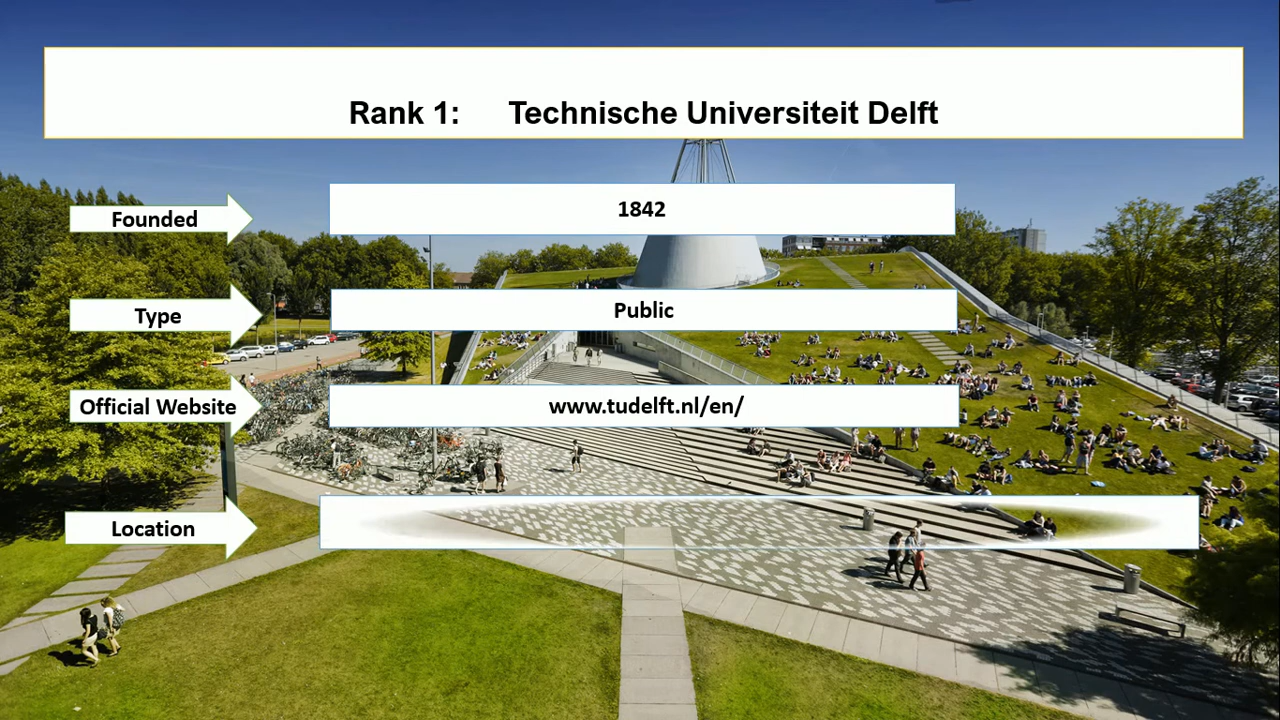 Rank 1: Technische Universiteit Delft
Founded
1842
Type
Public
Official Website
www.tudelft.nl/en/
Location